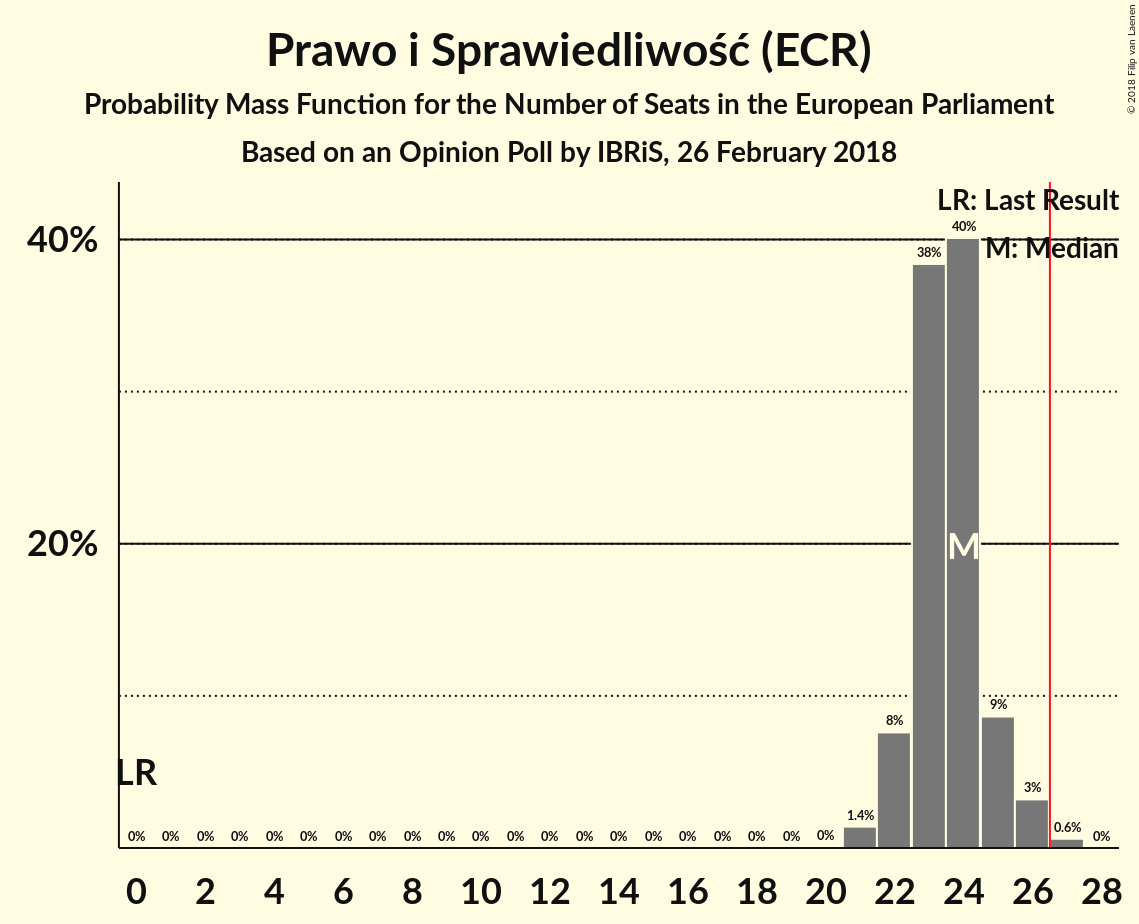 Prawo i Sprawiedliwość (ECR)
Probability Mass Function for the Number of Seats in the European Parliament
Based on an Opinion Poll by IBRiS, 26 February 2018
© 2018 Filip van Laenen
LR: Last Result
M: Median
40%
20%
40%
38%
M
9%
8%
LR
3%
1.4%
0.6%
0% 0% 0% 0% 0% 0% 0% 0% 0% 0% 0% 0% 0% 0% 0% 0% 0% 0% 0% 0% 0% 0%
0 2 4 6 8 10 12 14 16 18 20 22 24 26 28